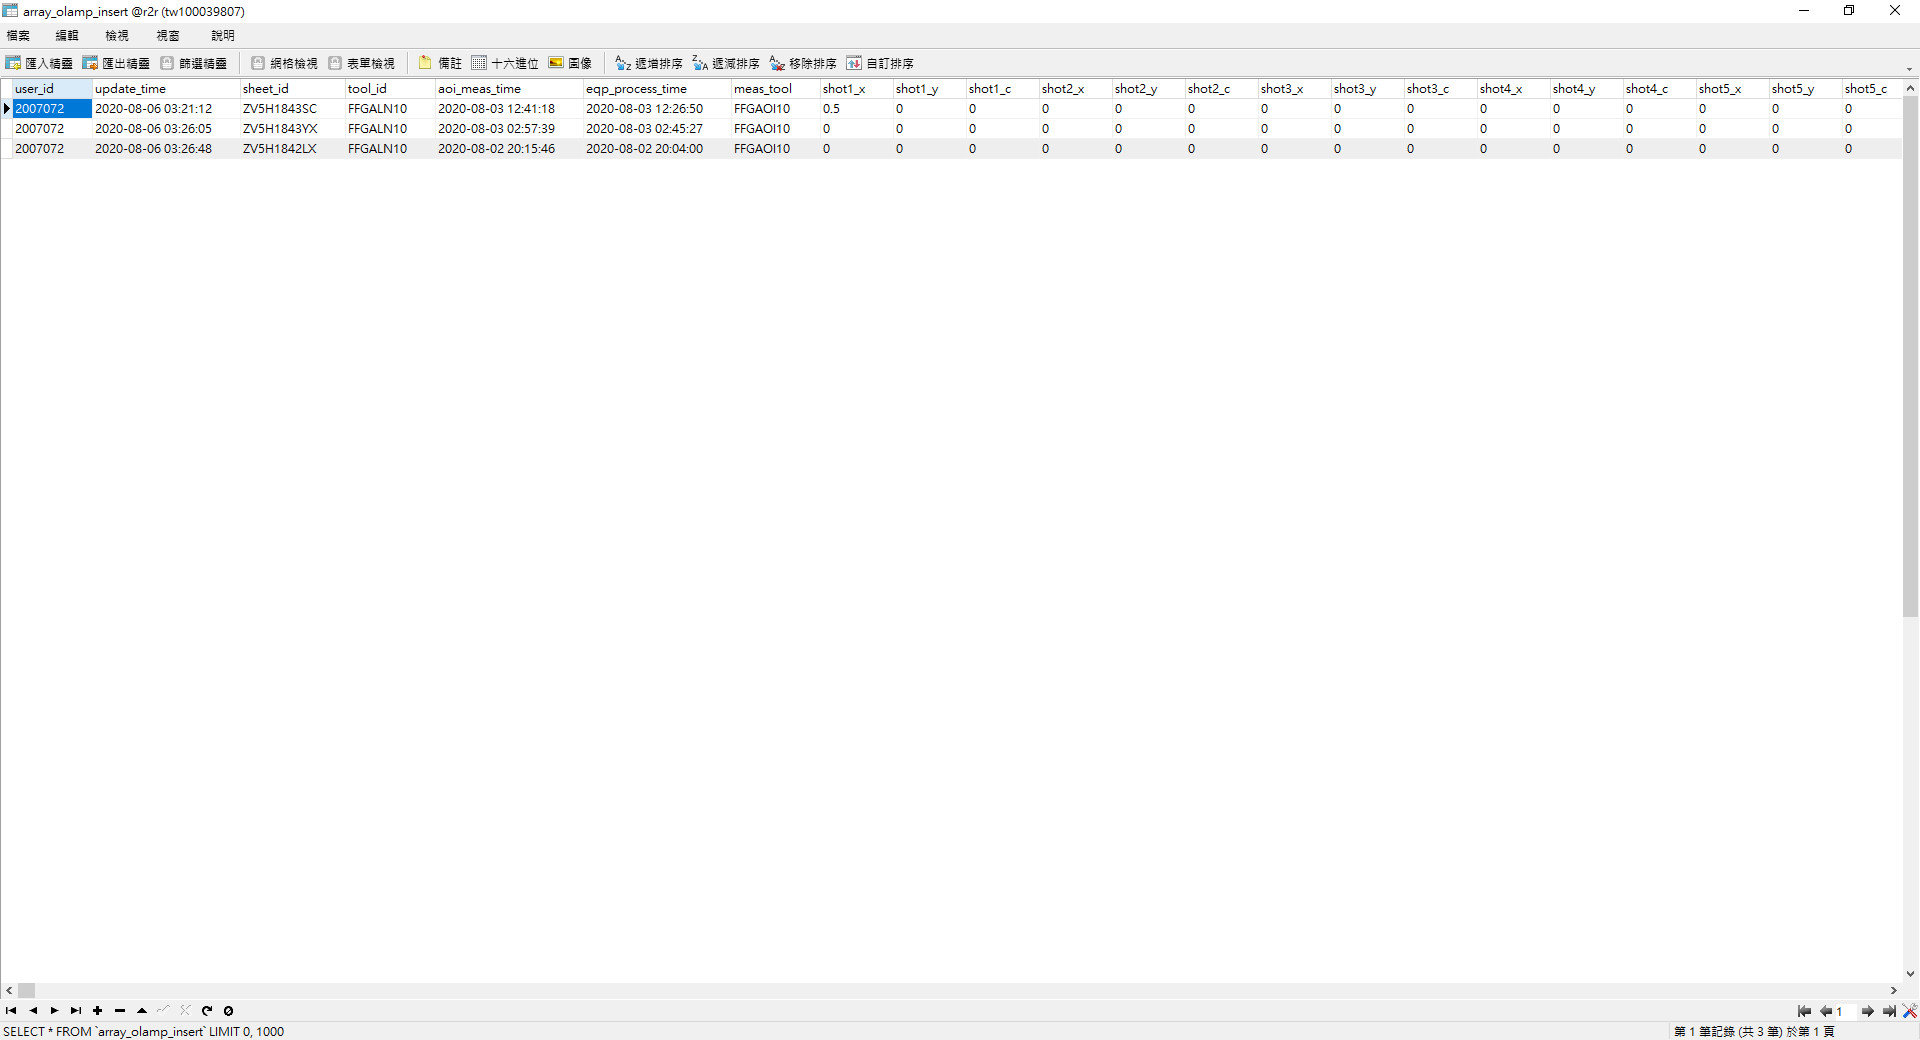 array_olamp_insert @r2r (tw100039807)
檔案 編輯 檢視 視窗 說明
匯入精靈 匯出精靈 篩選精靈 網格檢視 表單檢視 備註 十六進位 圖像 遞增排序 遞減排序 移除排序 自訂排序
user_id update_time sheet_id tool_id aoi_meas_time eqp_process_time meas_tool shot1_x shot1_y shot1_c shot2_x shot2_y shot2_c shot3_x shot3_y shot3_c shot4_x shot4_y shot4_c shot5_x shot5_y shot5_c
2007072 2020-08-06 03:21:12 ZV5H1843SC FFGALN10 2020-08-03 12:41:18 2020-08-03 12:26:50 FFGAOI10 0.5 0 0 0 0 0 0 0 0 0 0 0 0 0 0
2007072 2020-08-06 03:26:05 ZV5H1843YX FFGALN10 2020-08-03 02:57:39 2020-08-03 02:45:27 FFGAOI10 0 0 0 0 0 0 0 0 0 0 0 0 0 0 0
2007072 2020-08-06 03:26:48 ZV5H1842LX FFGALN10 2020-08-02 20:15:46 2020-08-02 20:04:00 FFGAOI10 0 0 0 0 0 0 0 0 0 0 0 0 0 0 0
1
SELECT * FROM `array_olamp_insert` LIMIT 0, 1000 第 1 筆記錄 (共 3 筆) 於第 1 頁